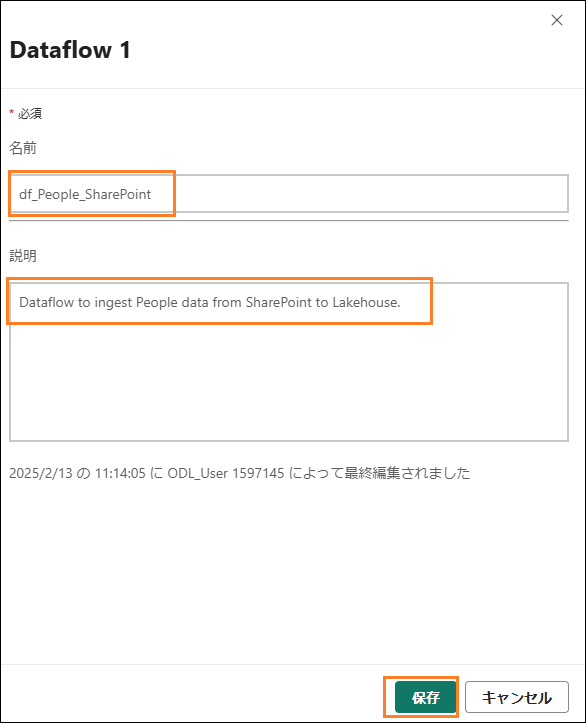 Dataflow 1
* 必須
名前
df_People_SharePoint
説明
Dataflow to ingest People data from SharePoint to Lakehouse.
2025/2/13 の 11:14:05 に ODL_User 1597145 によって最終編集されました
保存
キャンセル